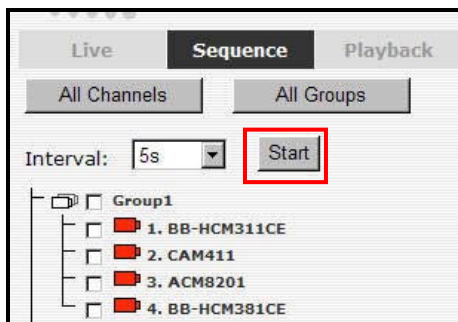 Live Sequence Playback
All Channels All Groups
Interval: 5s Start
Group1
1. BB-HCM311CE
2. CAM411
3. ACM8201
4. BB-HCM381CE